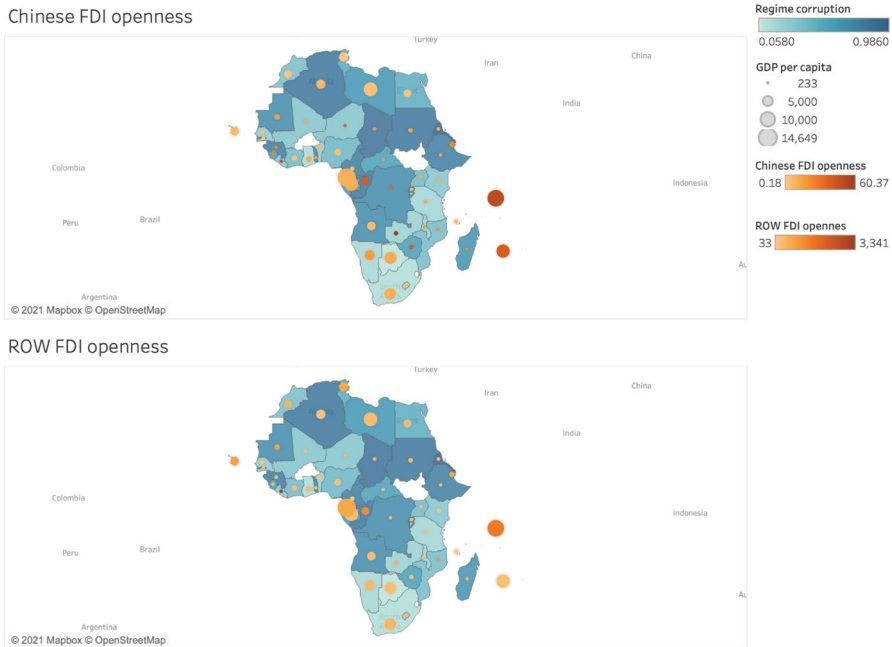 Chinese FDI openness
Turkey
Iran
China
India
Colombia
Indonesia
Peru
Brazil
Argentina
© 2021 Mapbox © OpenStreetMap
Regime corruption
0.0580 0.9860
GDP per capita
233
5,000
10,000
14,649
Chinese FDI openness
0.18 60.37
ROW FDI opennes
33 3,341
ROW FDI openness
Turkey
Iran
China
India
Colombia
Indonesia
Peru
Brazil
Argentina
© 2021 Mapbox © OpenStreetMap